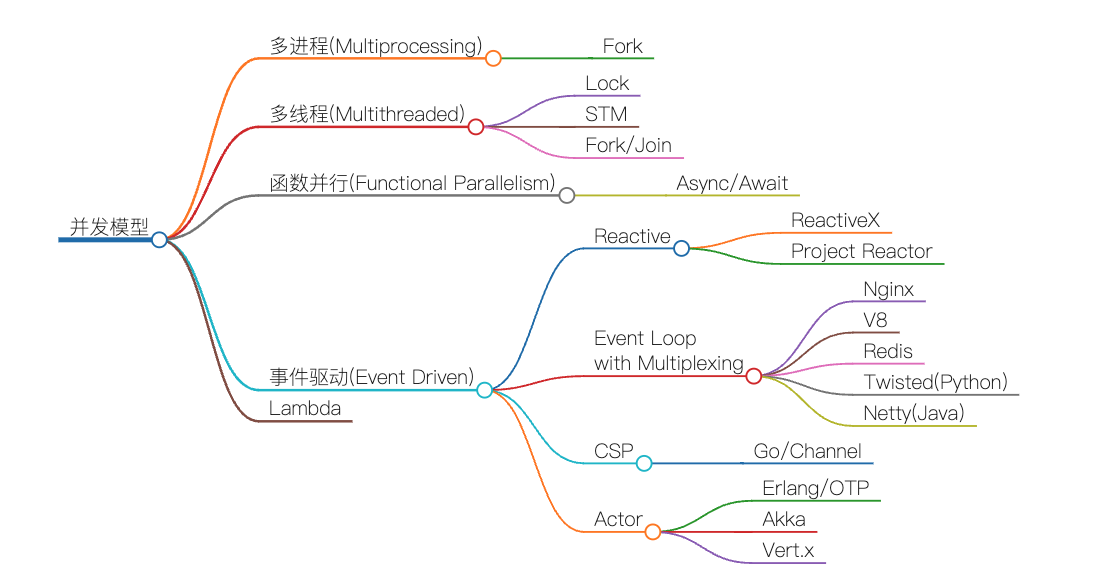 并发模型
多进程(Multiprocessing)
Fork
多线程(Multithreaded)
Lock
STM
Fork/Join
函数并行(Functional Parallelism)
Async/Await
事件驱动(Event Driven)
Reactive
ReactiveX
Project Reactor
Event Loop
with Multiplexing
Nginx
V8
Redis
Twisted(Python)
Netty(Java)
CSP
Go/Channel
Actor
Erlang/OTP
Akka
Vert.x
Lambda